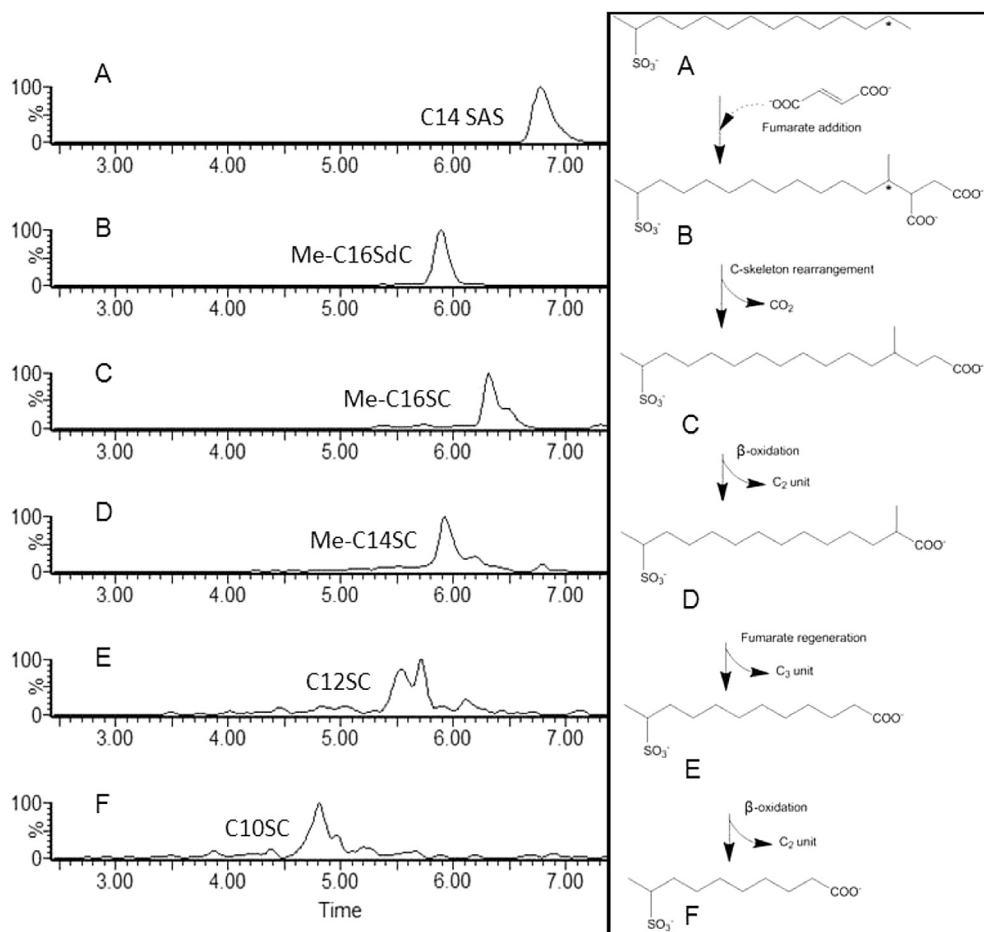 A
100
%
0
C14 SAS
3.00 4.00 5.00 6.00 7.00
B
100
%
0
Me-C16SdC
3.00 4.00 5.00 6.00 7.00
C
100
%
0
Me-C16SC
3.00 4.00 5.00 6.00 7.00
D
100
%
0
Me-C14SC
3.00 4.00 5.00 6.00 7.00
E
100
%
0
C12SC
3.00 4.00 5.00 6.00 7.00
F
100
%
0
C10SC
3.00 4.00 5.00 6.00 7.00
Time
*
SO₃⁻
A
⁻OOC COO⁻
Fumarate addition
*
COO⁻
COO⁻
SO₃⁻
B
C-skeleton rearrangement
CO₂
COO⁻
SO₃⁻
C
β-oxidation
C₂ unit
COO⁻
SO₃⁻
D
Fumarate regeneration
C₃ unit
COO⁻
SO₃⁻
E
β-oxidation
C₂ unit
COO⁻
SO₃⁻
F